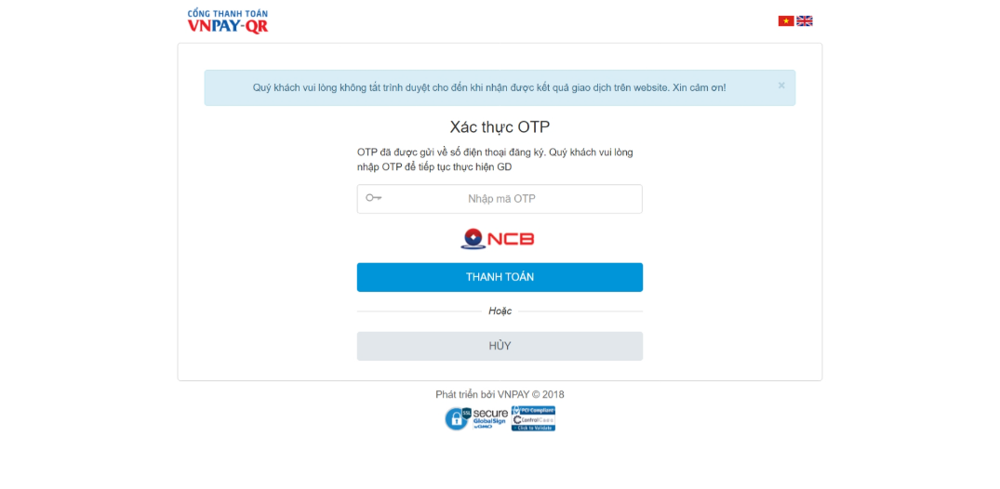 CỔNG THANH TOÁN
VNPAY-QR
Quý khách vui lòng không tắt trình duyệt cho đến khi nhận được kết quả giao dịch trên website. Xin cảm ơn!
×
Xác thực OTP
OTP đã được gửi về số điện thoại đăng ký. Quý khách vui lòng
nhập OTP để tiếp tục thực hiện GD
Nhập mã OTP
NCB
THANH TOÁN
Hoặc
HỦY
Phát triển bởi VNPAY © 2018
SSL
secure
GlobalSign
by GMO
PCI Compliant
ControlCase
Click to Validate